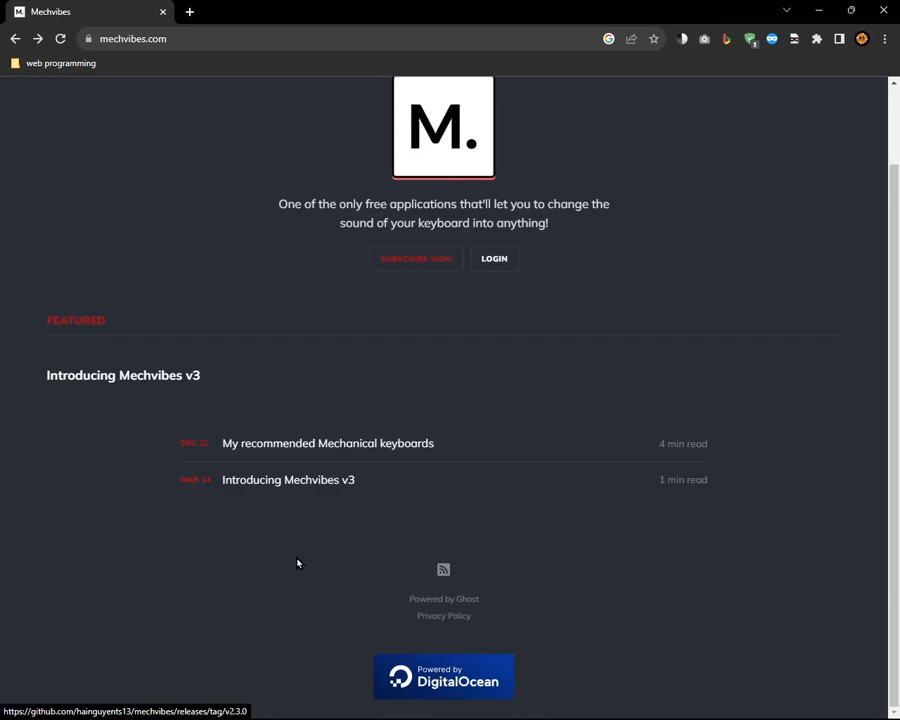 M. Mechvibes
mechvibes.com
1
web programming
M.
One of the only free applications that'll let you to change the
sound of your keyboard into anything!
SUBSCRIBE NOW
LOGIN
FEATURED
Introducing Mechvibes v3
DEC 22 My recommended Mechanical keyboards 4 min read
MAR 14 Introducing Mechvibes v3 1 min read
Powered by Ghost
Privacy Policy
Powered by
DigitalOcean
https://github.com/hainguyents13/mechvibes/releases/tag/v2.3.0